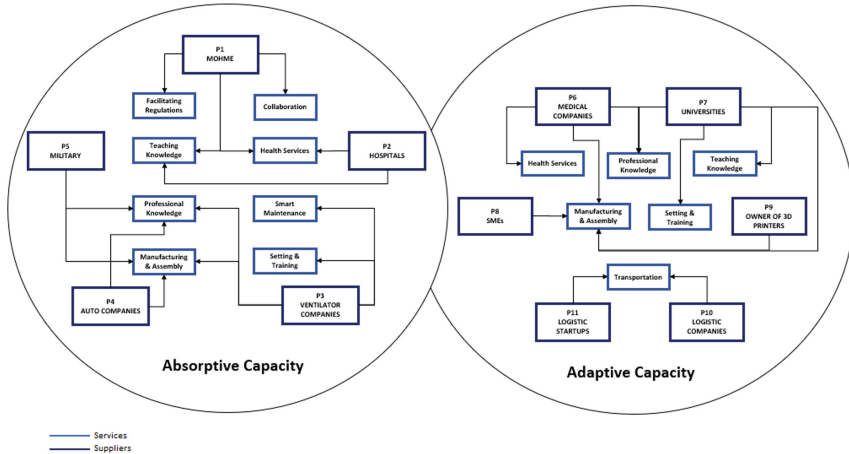 P1
MOHME
Facilitating
Regulations
Collaboration
P5
MILITARY
Teaching
Knowledge
Health Services
P2
HOSPITALS
Professional
Knowledge
Smart
Maintenance
Manufacturing
& Assembly
Setting &
Training
P4
AUTO COMPANIES
P3
VENTILATOR
COMPANIES
Absorptive Capacity
P6
MEDICAL
COMPANIES
P7
UNIVERSITIES
Health Services
Professional
Knowledge
Teaching
Knowledge
P8
SMEs
Manufacturing
& Assembly
Setting &
Training
P9
OWNER OF 3D
PRINTERS
Transportation
P11
LOGISTIC
STARTUPS
P10
LOGISTIC
COMPANIES
Adaptive Capacity
Services
Suppliers